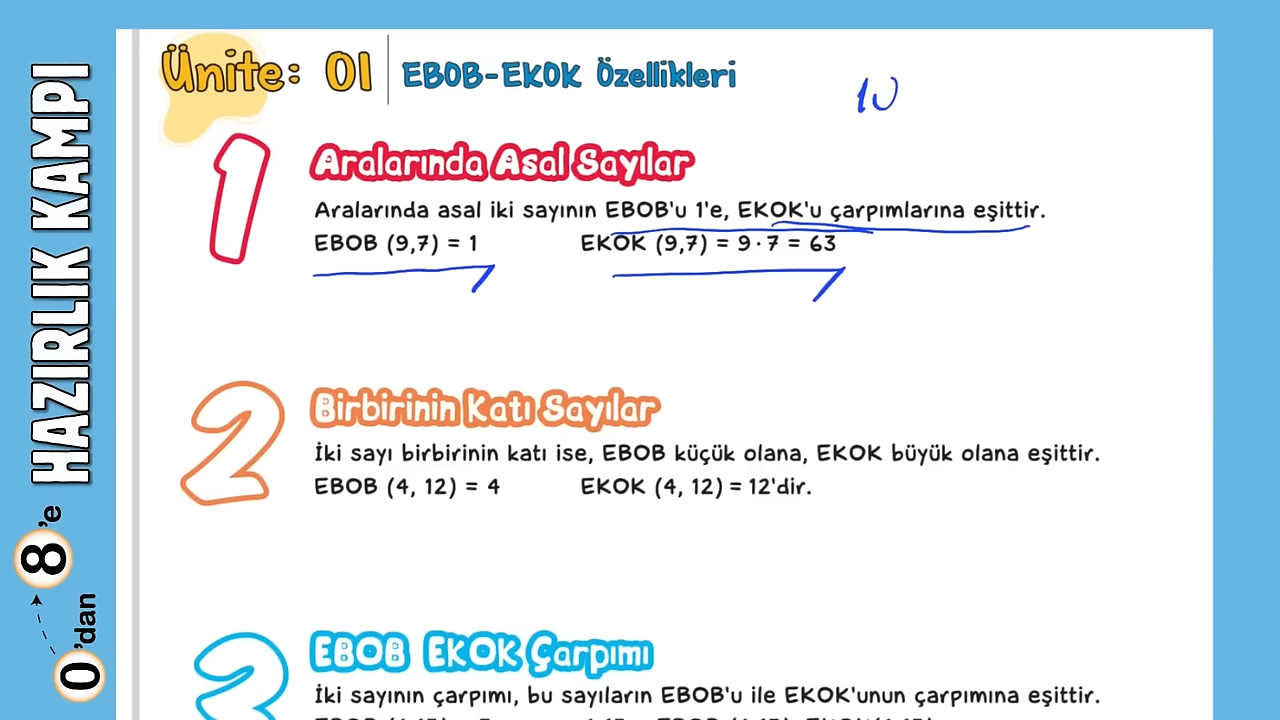 0'dan 8'e HAZIRLIK KAMPI
Ünite: 01 EBOB-EKOK Özellikleri
10
1 Aralarında Asal Sayılar
Aralarında asal iki sayının EBOB'u 1'e, EKOK'u çarpımlarına eşittir.
EBOB (9,7) = 1 EKOK (9,7) = 9·7 = 63
2 Birbirinin Katı Sayılar
İki sayı birbirinin katı ise, EBOB küçük olana, EKOK büyük olana eşittir.
EBOB (4, 12) = 4 EKOK (4, 12) = 12'dir.
3 EBOB EKOK Çarpımı
İki sayının çarpımı, bu sayıların EBOB'u ile EKOK'unun çarpımına eşittir.